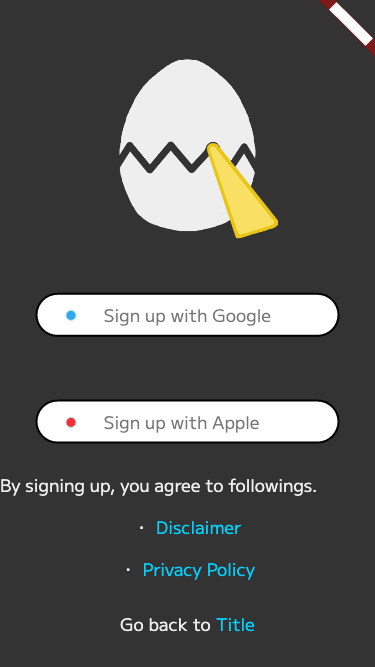 Sign up with Google
Sign up with Apple
By signing up, you agree to followings.
・ Disclaimer
・ Privacy Policy
Go back to Title